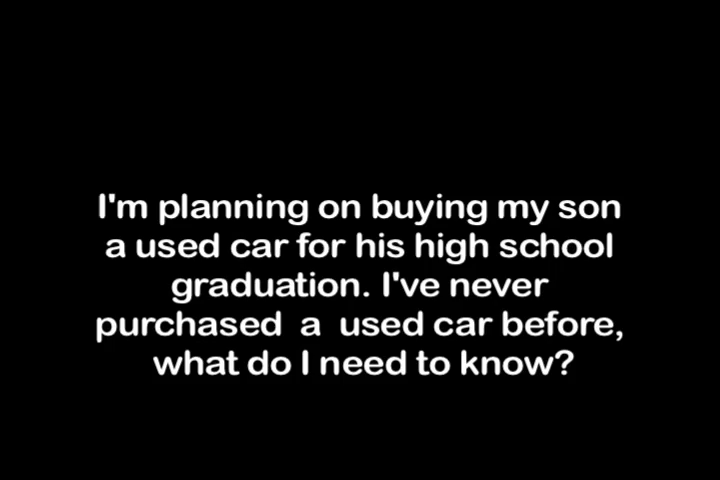 I'm planning on buying my son
a used car for his high school
graduation. I've never
purchased a used car before,
what do I need to know?